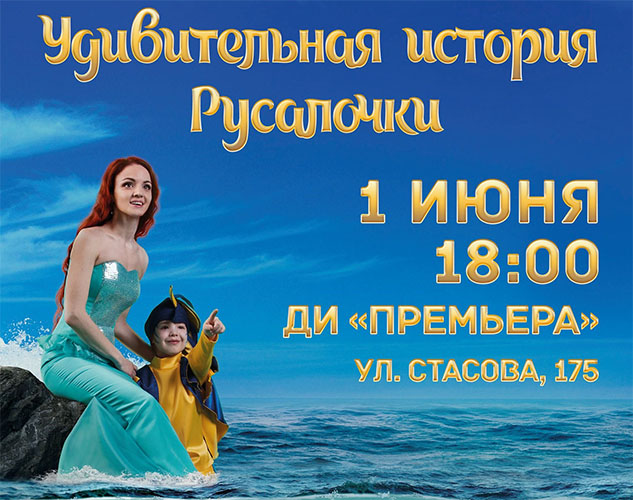 Удивительная история
Русалочки
1 ИЮНЯ
18:00
ДИ «ПРЕМЬЕРА»
УЛ. СТАСОВА, 175